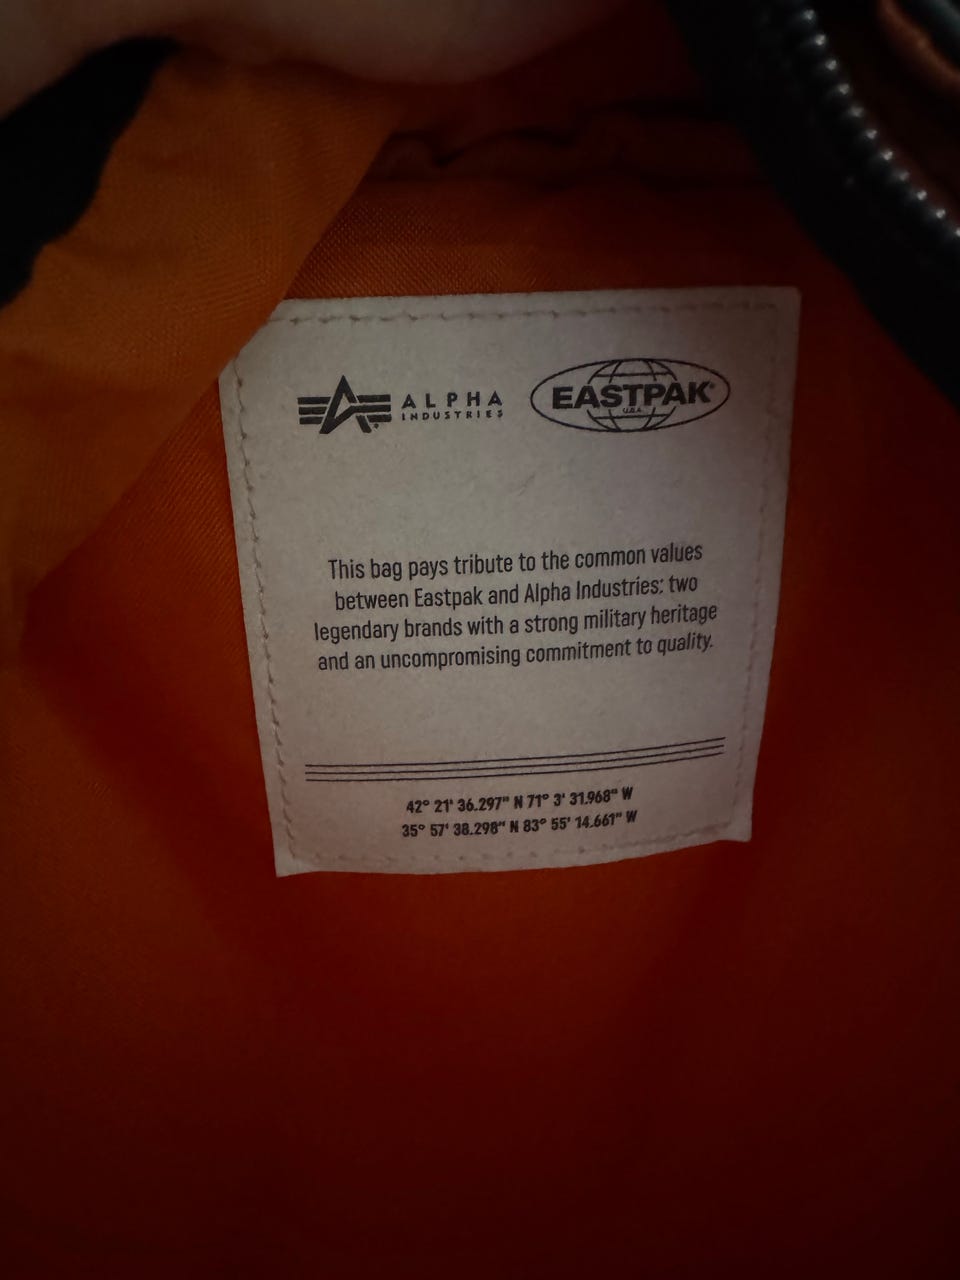 ALPHA
INDUSTRIES
EASTPAK®
U.S.A.
This bag pays tribute to the common values
between Eastpak and Alpha Industries: two
legendary brands with a strong military heritage
and an uncompromising commitment to quality.
42° 21' 36.297" N 71° 3' 31.968" W
35° 57' 38.298" N 83° 55' 14.661" W